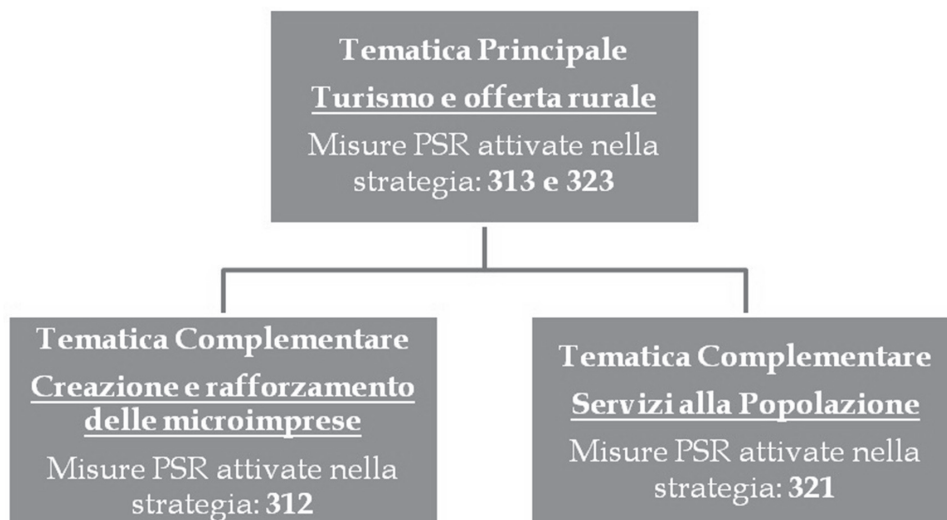 Tematica Principale
Turismo e offerta rurale
Misure PSR attivate nella
strategia: 313 e 323
Tematica Complementare
Creazione e rafforzamento
delle microimprese
Misure PSR attivate nella
strategia: 312
Tematica Complementare
Servizi alla Popolazione
Misure PSR attivate nella
strategia: 321